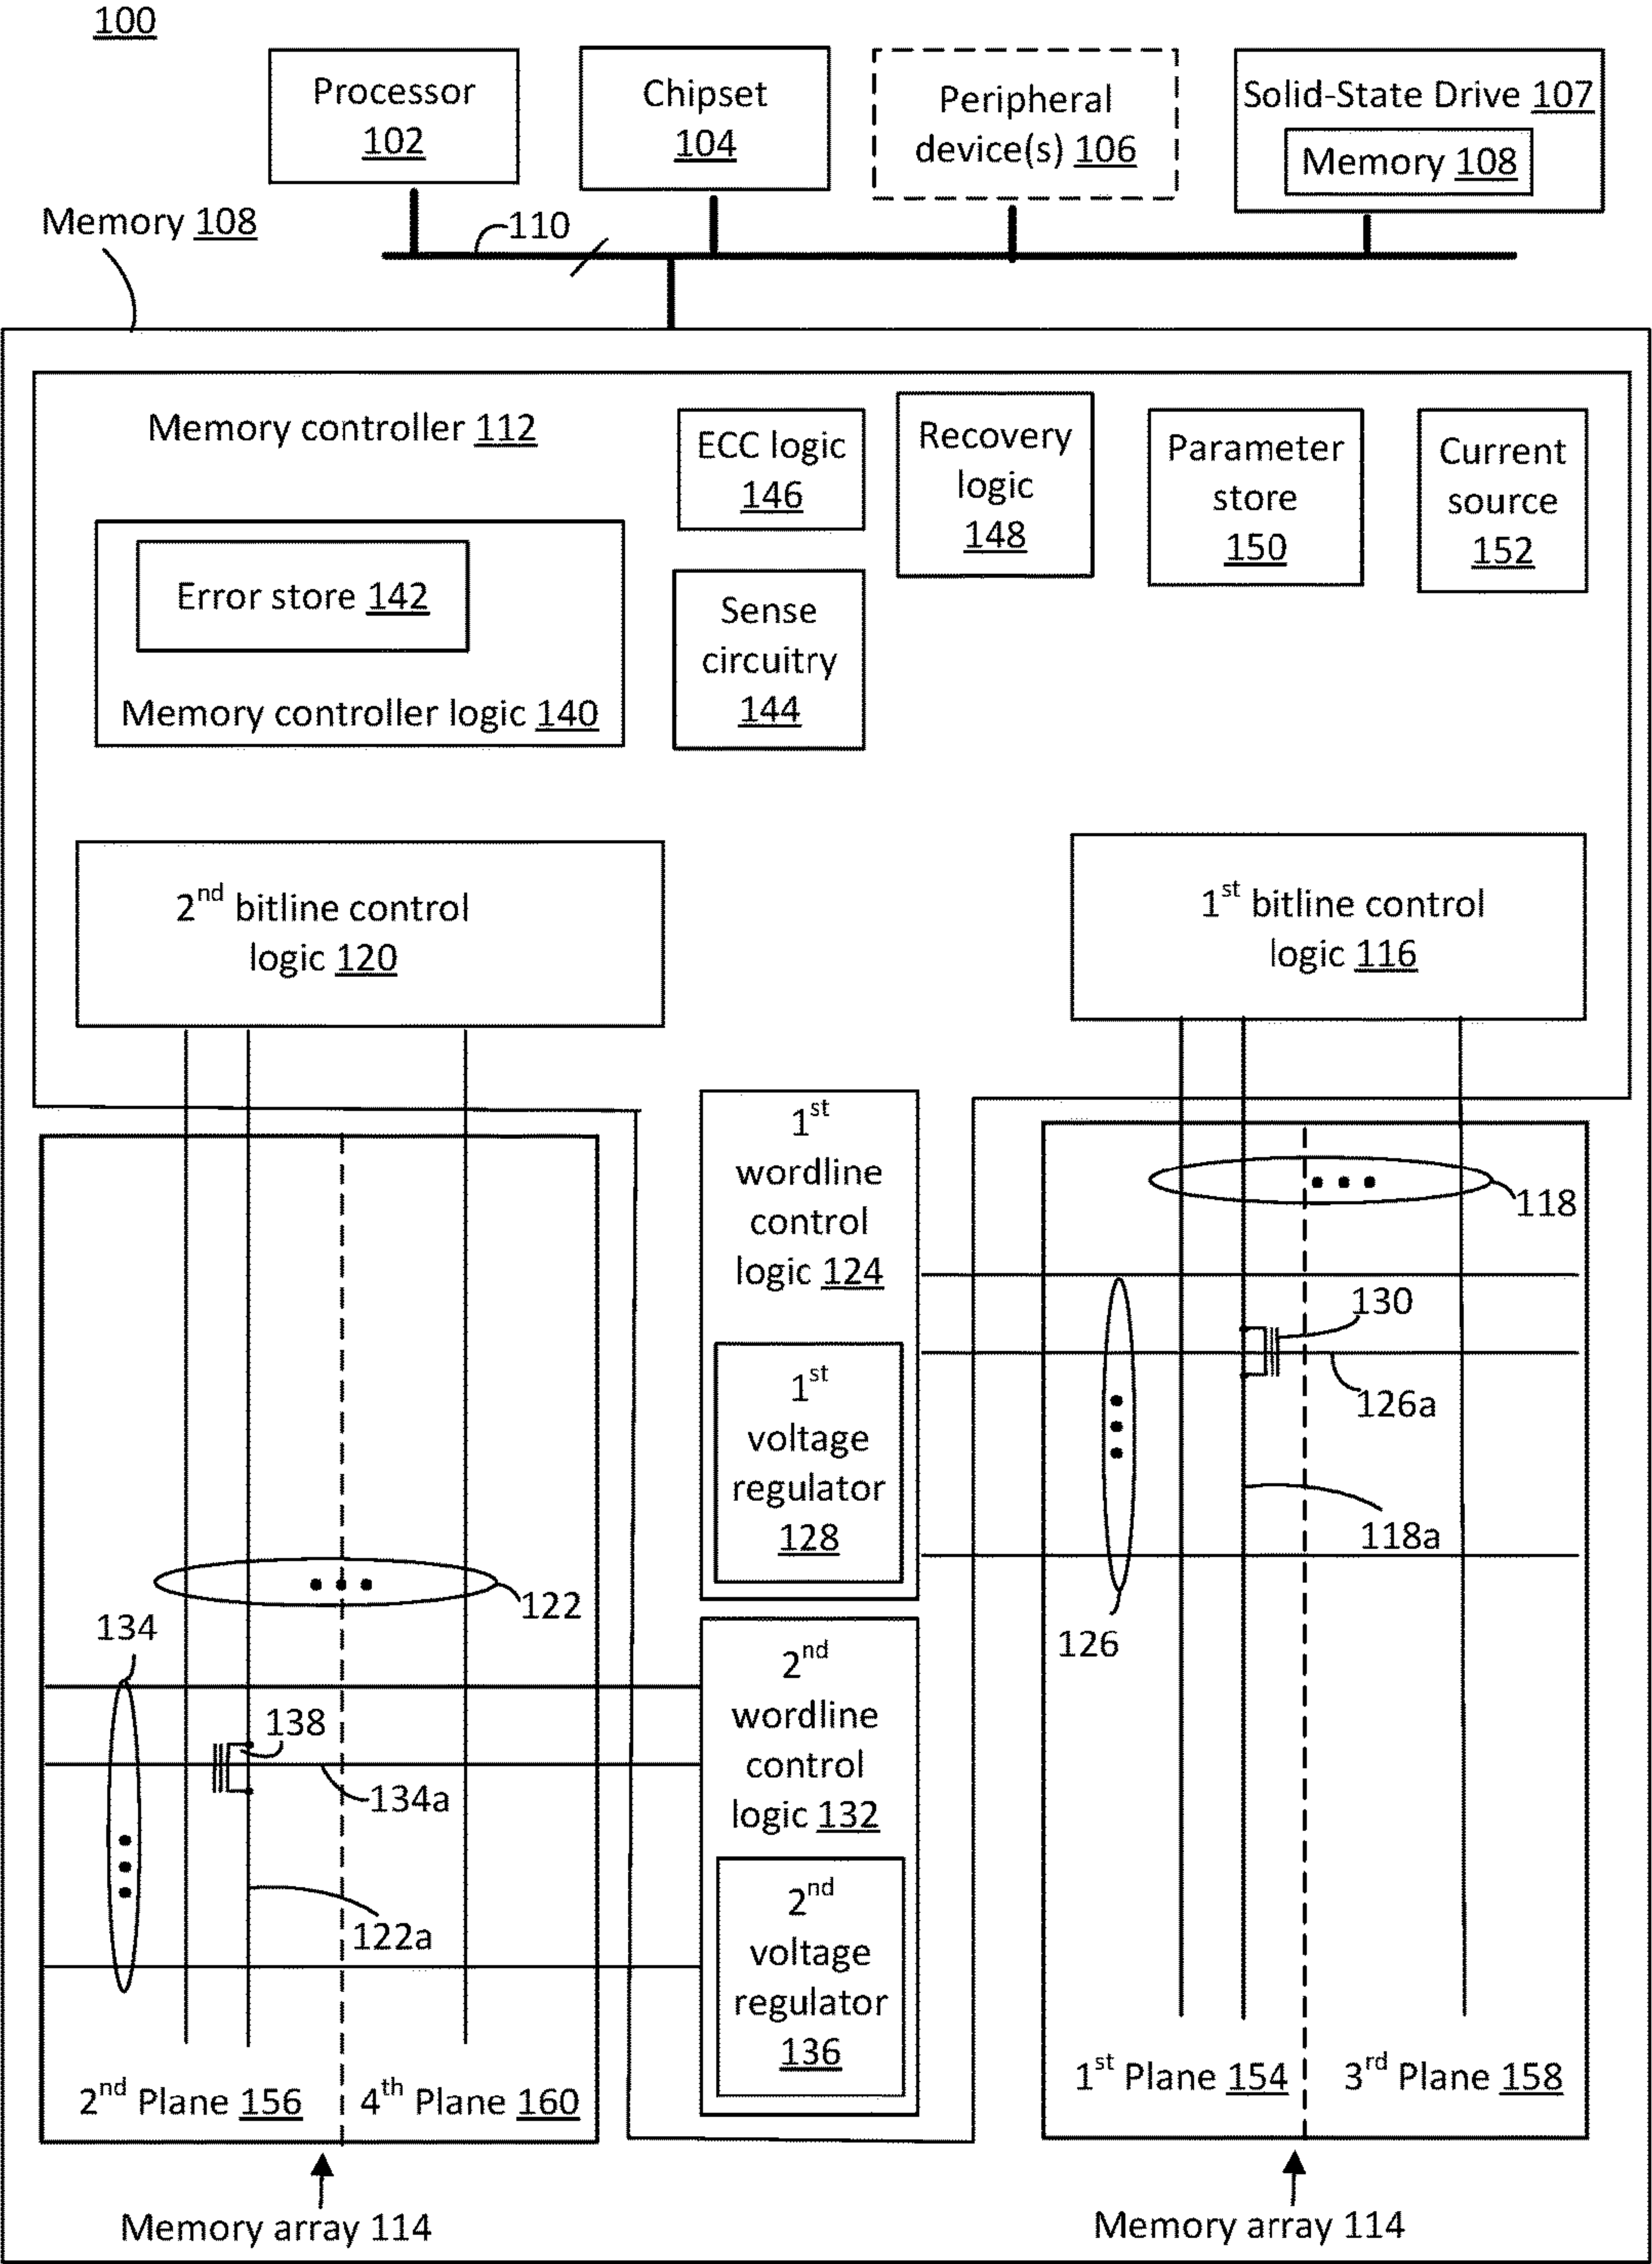 100
Processor
102
Chipset
104
Peripheral
device(s) 106
Solid-State Drive 107
Memory 108
Memory 108
110
Memory controller 112
ECC logic
146
Recovery
logic
148
Parameter
store
150
Current
source
152
Error store 142
Memory controller logic 140
Sense
circuitry
144
2nd bitline control
logic 120
1st bitline control
logic 116
1st
wordline
control
logic 124
1st
voltage
regulator
128
118
130
126a
118a
126
122
134
138
134a
122a
2nd
wordline
control
logic 132
2nd
voltage
regulator
136
2nd Plane 156
4th Plane 160
1st Plane 154
3rd Plane 158
Memory array 114
Memory array 114